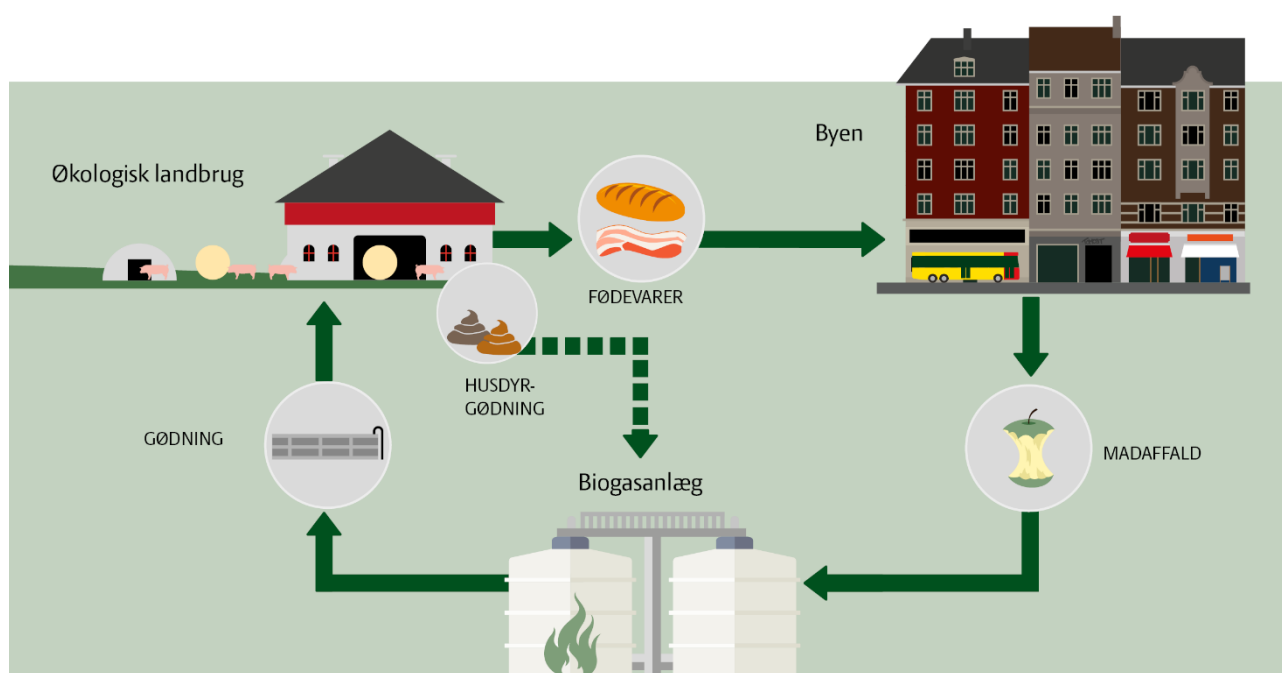 Byen
Økologisk landbrug
FØDEVARER
HUSDYR-
GØDNING
GØDNING
MADAFFALD
Biogasanlæg